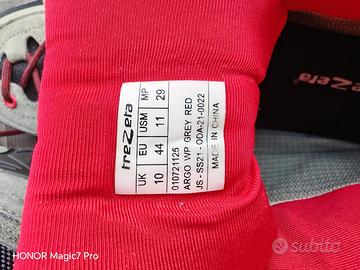 treZeta
UK EU USM MP
10 44 11 29
010721125
ARGO WP GREY RED
JS - SS21 - ODA-21-0022
MADE IN CHINA
treZeta
HONOR Magic7 Pro
subito